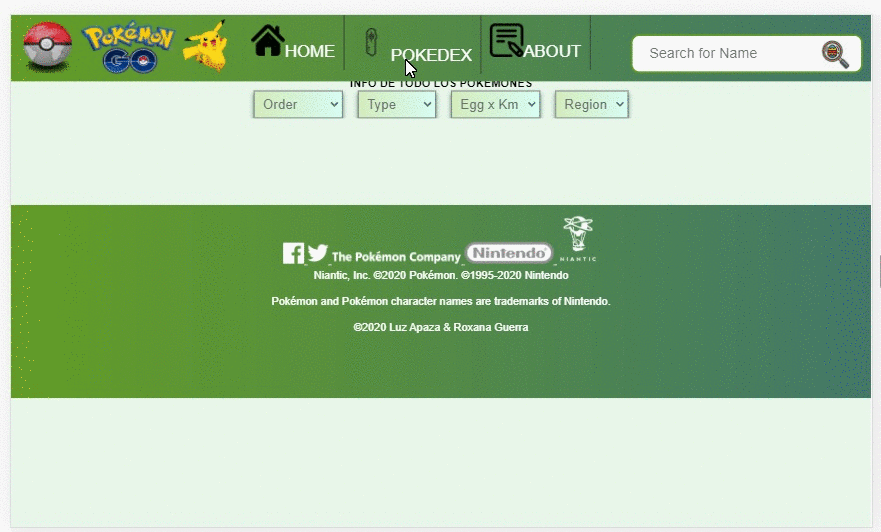 POKÉMON
GO
HOME
POKEDEX
ABOUT
Search for Name
INFO DE TODO LOS POKEMONES
Order
Type
Egg x Km
Region
The Pokémon Company
Nintendo
NIANTIC
Niantic, Inc. ©2020 Pokémon. ©1995-2020 Nintendo
Pokémon and Pokémon character names are trademarks of Nintendo.
©2020 Luz Apaza & Roxana Guerra